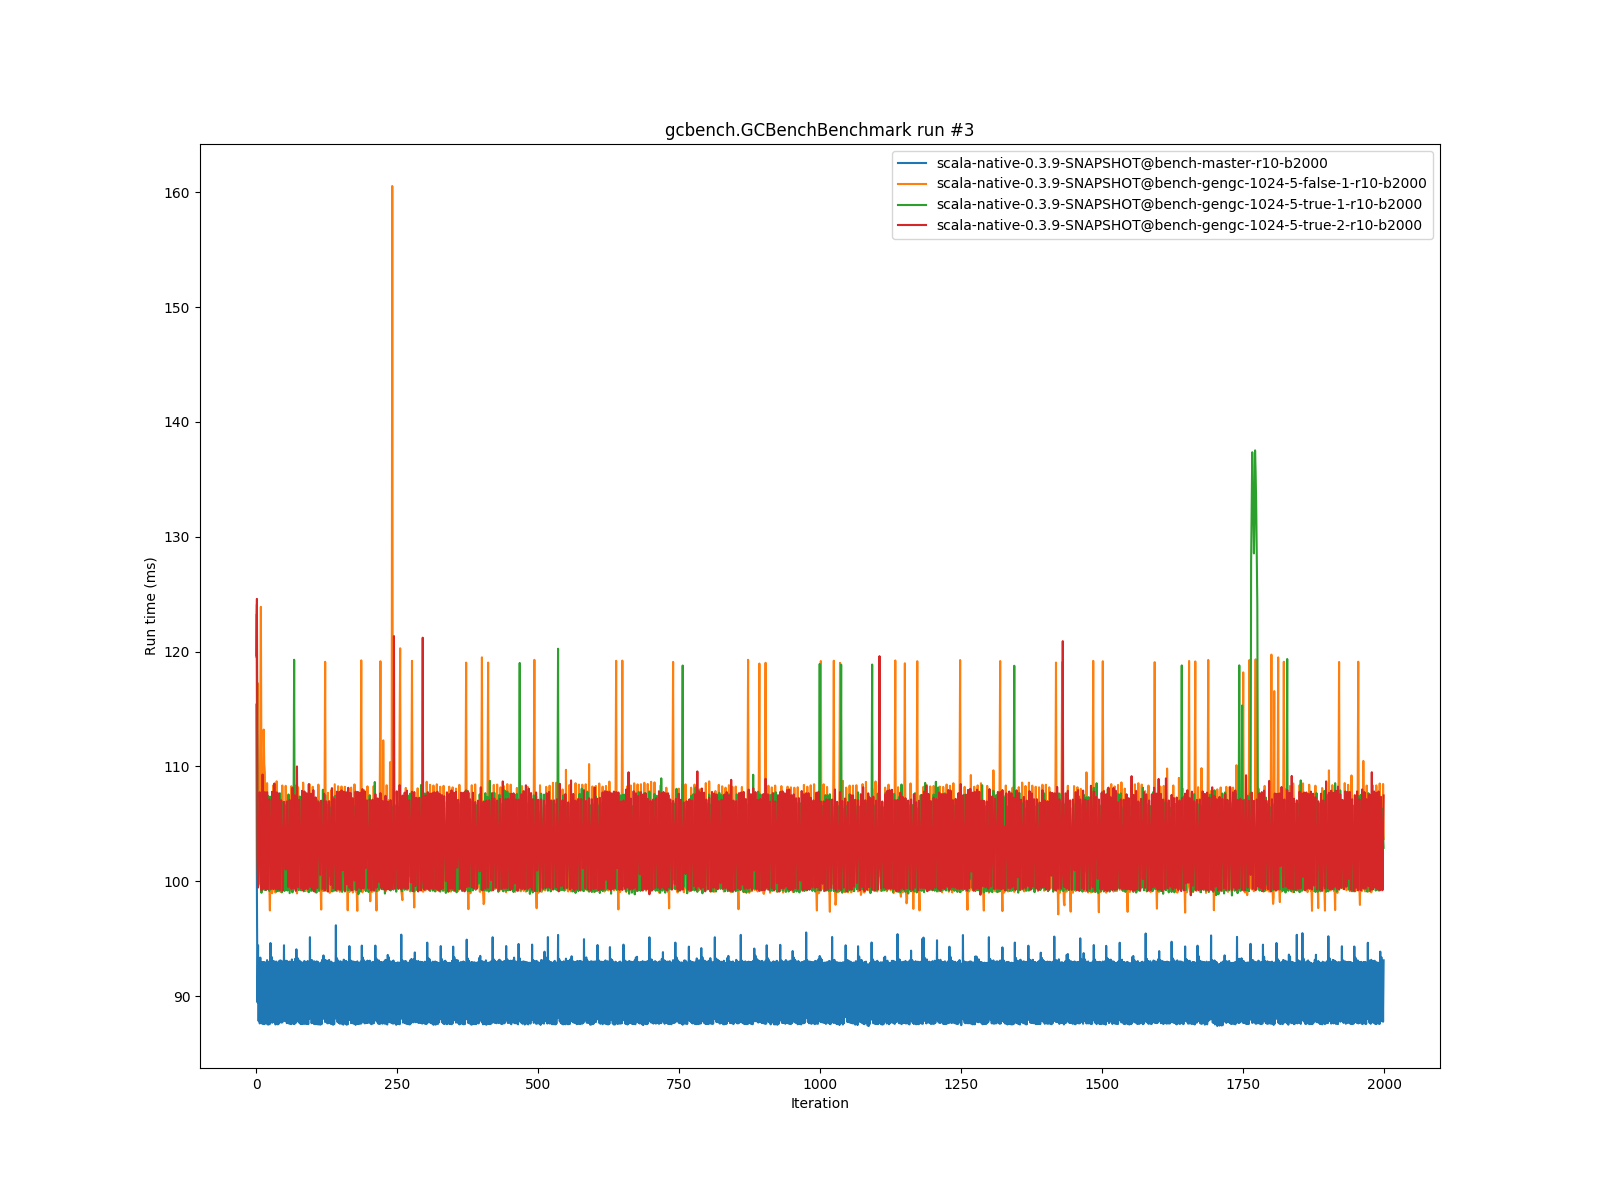 gcbench.GCBenchBenchmark run #3
scala-native-0.3.9-SNAPSHOT@bench-master-r10-b2000
scala-native-0.3.9-SNAPSHOT@bench-gengc-1024-5-false-1-r10-b2000
scala-native-0.3.9-SNAPSHOT@bench-gengc-1024-5-true-1-r10-b2000
scala-native-0.3.9-SNAPSHOT@bench-gengc-1024-5-true-2-r10-b2000
160
150
140
130
120
110
100
90
Run time (ms)
0 250 500 750 1000 1250 1500 1750 2000
Iteration